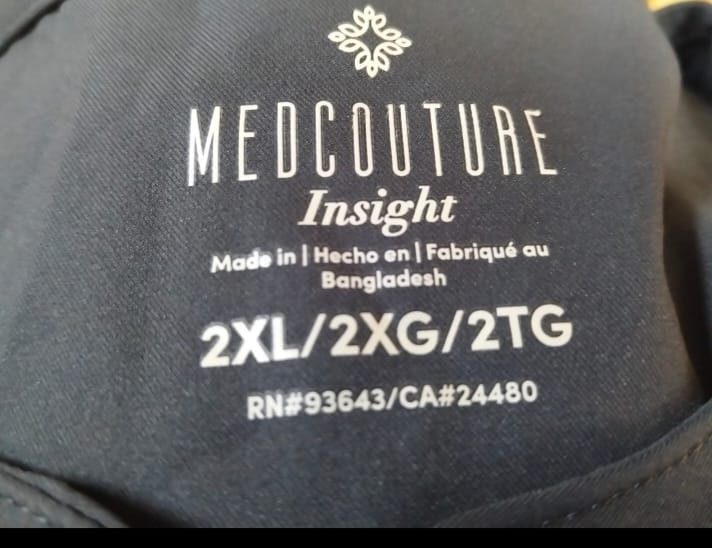 MEDCOUTURE
Insight
Made in | Hecho en | Fabriqué au
Bangladesh
2XL/2XG/2TG
RN#93643/CA#24480